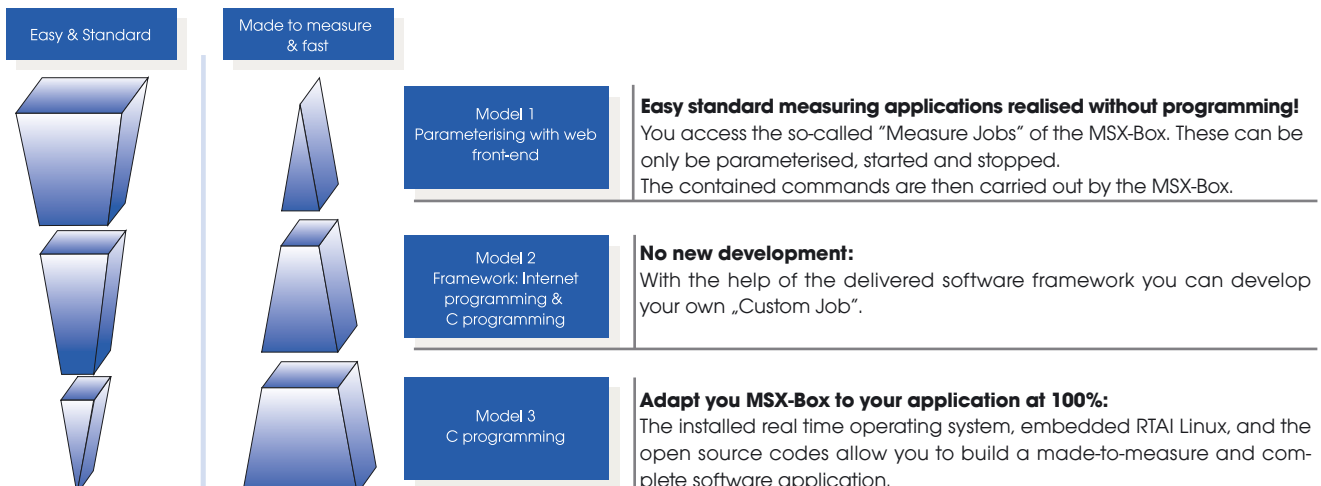 Easy & Standard
Made to measure
& fast
Model 1
Parameterising with web
front-end
Easy standard measuring applications realised without programming!
You access the so-called "Measure Jobs" of the MSX-Box. These can be
only be parameterised, started and stopped.
The contained commands are then carried out by the MSX-Box.
Model 2
Framework: Internet
programming &
C programming
No new development:
With the help of the delivered software framework you can develop
your own „Custom Job".
Model 3
C programming
Adapt you MSX-Box to your application at 100%:
The installed real time operating system, embedded RTAI Linux, and the
open source codes allow you to build a made-to-measure and com-
plete software application.